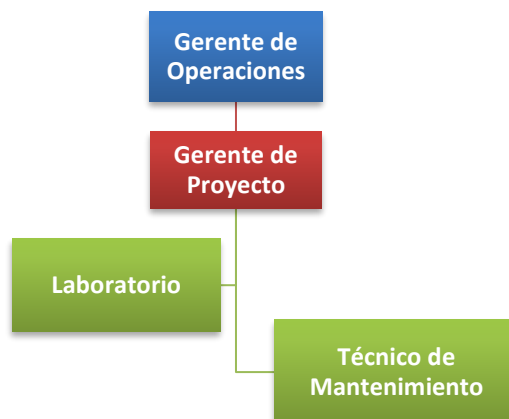 Gerente de
Operaciones
Gerente de
Proyecto
Laboratorio
Técnico de
Mantenimiento